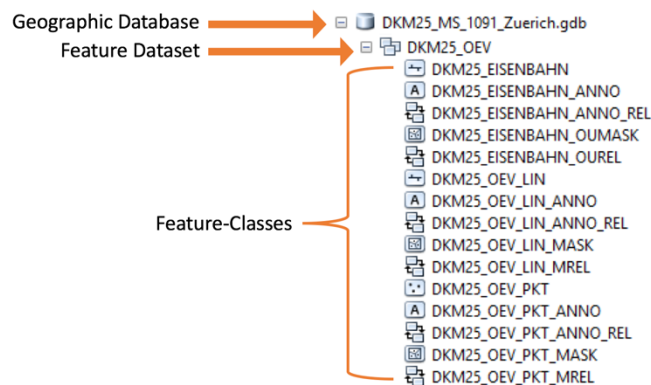 Geographic Database DKM25_MS_1091_Zuerich.gdb
Feature Dataset DKM25_OEV
DKM25_EISENBAHN
A DKM25_EISENBAHN_ANNO
DKM25_EISENBAHN_ANNO_REL
DKM25_EISENBAHN_OUMASK
DKM25_EISENBAHN_OUREL
DKM25_OEV_LIN
A DKM25_OEV_LIN_ANNO
Feature-Classes DKM25_OEV_LIN_ANNO_REL
DKM25_OEV_LIN_MASK
DKM25_OEV_LIN_MREL
DKM25_OEV_PKT
A DKM25_OEV_PKT_ANNO
DKM25_OEV_PKT_ANNO_REL
DKM25_OEV_PKT_MASK
DKM25_OEV_PKT_MREL